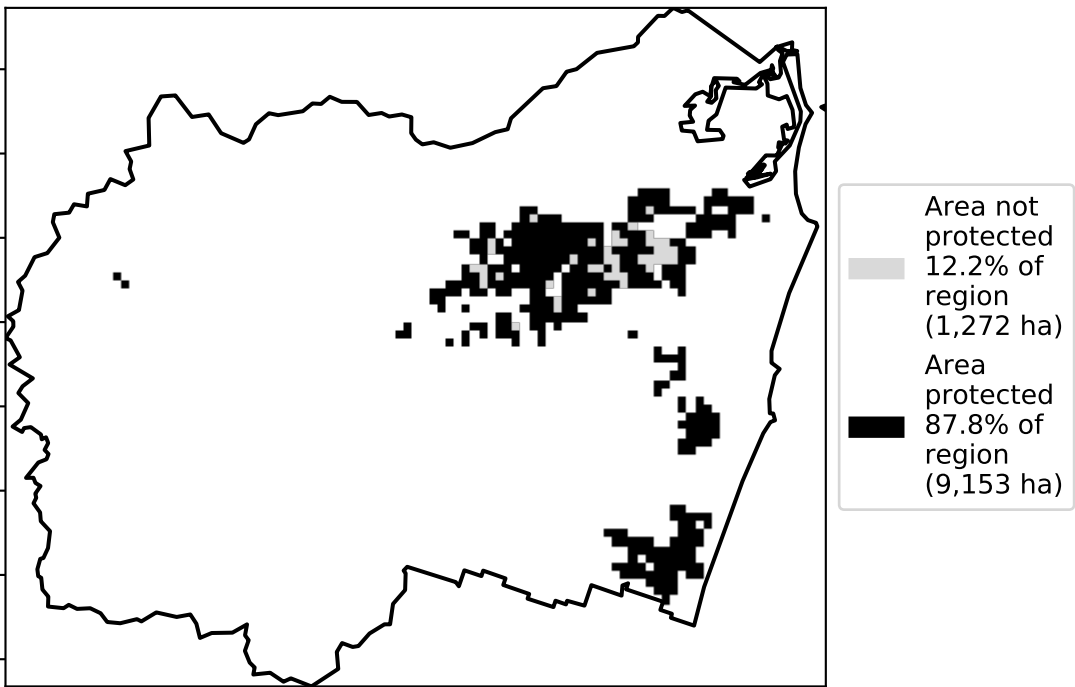 Area not
protected
12.2% of
region
(1,272 ha)
Area
protected
87.8% of
region
(9,153 ha)